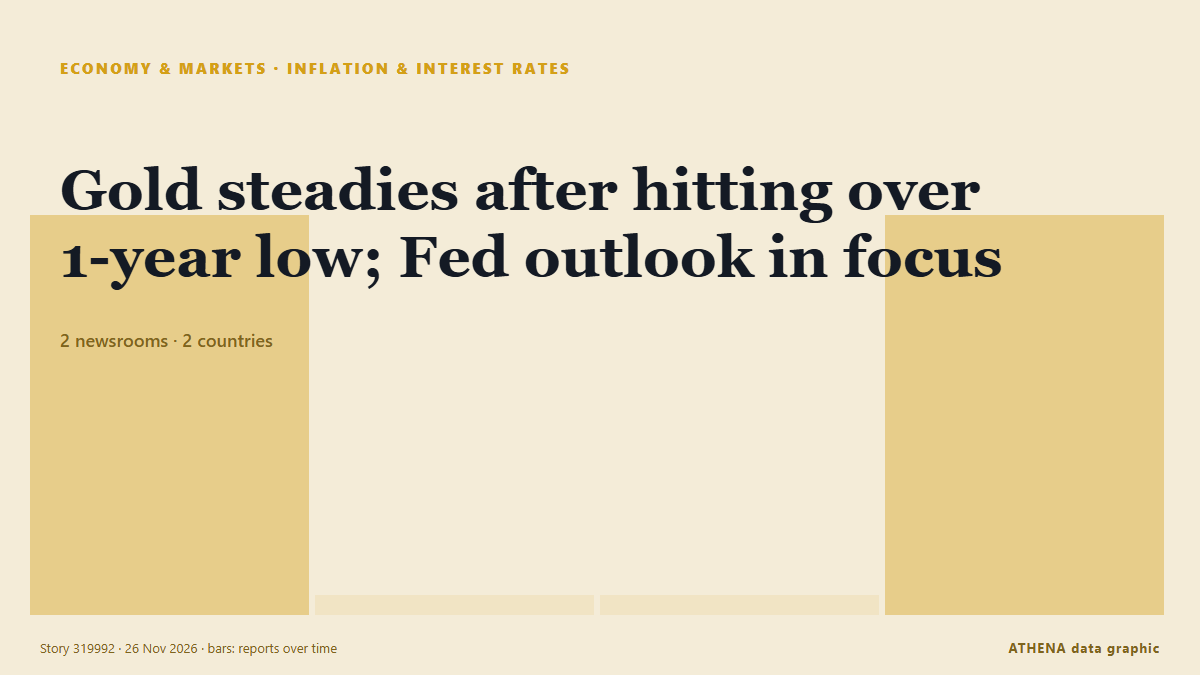 ECONOMY & MARKETS · INFLATION & INTEREST RATES
Gold steadies after hitting over
1-year low; Fed outlook in focus
2 newsrooms · 2 countries
Story 319992 · 26 Nov 2026 · bars: reports over time
ATHENA data graphic